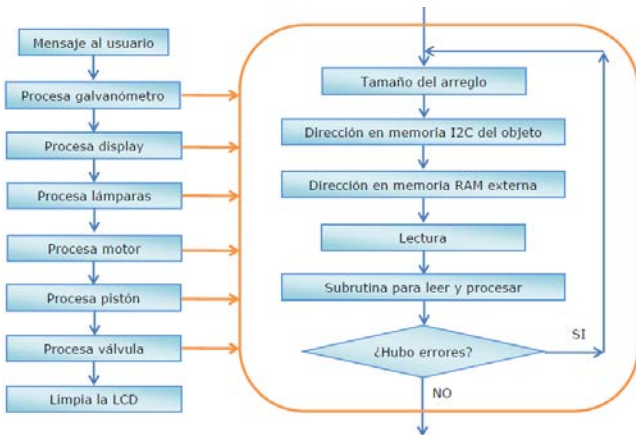 Mensaje al usuario
Procesa galvanómetro
Procesa display
Procesa lámparas
Procesa motor
Procesa pistón
Procesa válvula
Limpia la LCD
Tamaño del arreglo
Dirección en memoria I2C del objeto
Dirección en memoria RAM externa
Lectura
Subrutina para leer y procesar
¿Hubo errores?
SI
NO